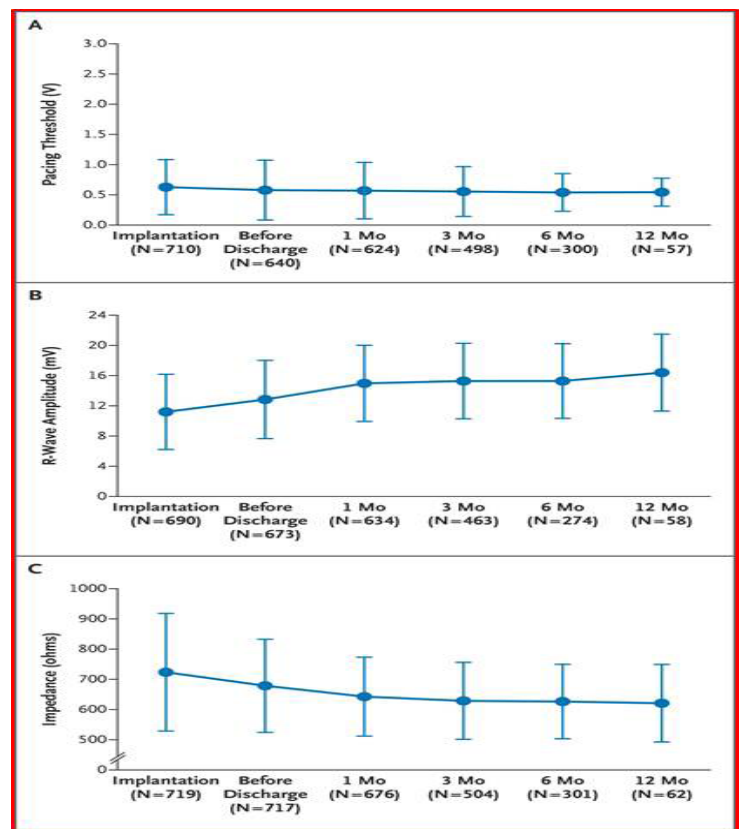 A
Pacing Threshold (V)
3.0
2.5
2.0
1.5
1.0
0.5
0.0
Implantation Before 1 Mo 3 Mo 6 Mo 12 Mo
(N=710) Discharge (N=624) (N=498) (N=300) (N=57)
(N=640)
B
R-Wave Amplitude (mV)
24
20
16
12
8
4
0
Implantation Before 1 Mo 3 Mo 6 Mo 12 Mo
(N=690) Discharge (N=634) (N=463) (N=274) (N=58)
(N=673)
C
Impedance (ohms)
1000
900
800
700
600
500
0
Implantation Before 1 Mo 3 Mo 6 Mo 12 Mo
(N=719) Discharge (N=676) (N=504) (N=301) (N=62)
(N=717)